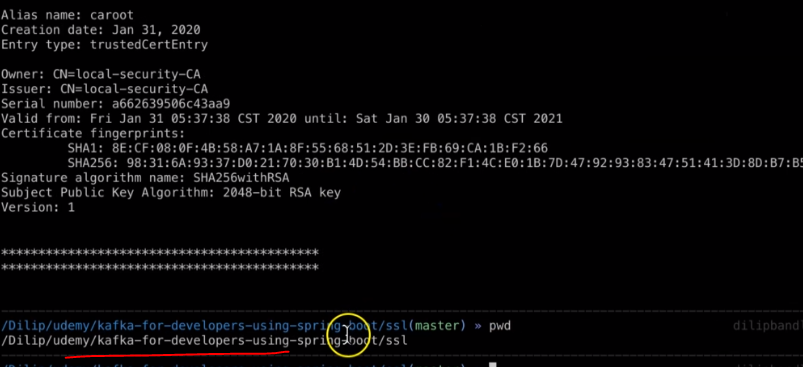 Alias name: caroot
Creation date: Jan 31, 2020
Entry type: trustedCertEntry
Owner: CN=local-security-CA
Issuer: CN=local-security-CA
Serial number: a662639506c43aa9
Valid from: Fri Jan 31 05:37:38 CST 2020 until: Sat Jan 30 05:37:38 CST 2021
Certificate fingerprints:
SHA1: 8E:CF:08:0F:4B:58:A7:1A:8F:55:68:51:2D:3E:FB:69:CA:1B:F2:66
SHA256: 98:31:6A:93:37:D0:21:70:30:B1:4D:54:BB:CC:82:F1:4C:E0:1B:7D:47:92:93:83:47:51:41:3D:8D:B7:B5
Signature algorithm name: SHA256withRSA
Subject Public Key Algorithm: 2048-bit RSA key
Version: 1
*******************************************
*******************************************
/Dilip/udemy/kafka-for-developers-using-spring-boot/ssl(master) » pwd dilipband
/Dilip/udemy/kafka-for-developers-using-spring-boot/ssl